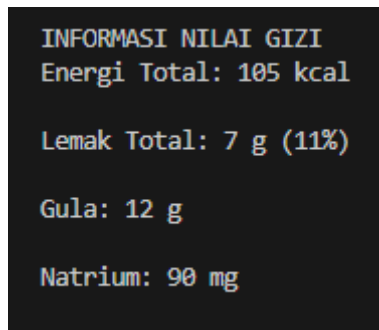 INFORMASI NILAI GIZI
Energi Total: 105 kcal
Lemak Total: 7 g (11%)
Gula: 12 g
Natrium: 90 mg